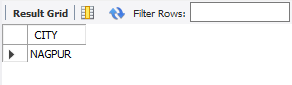 Result Grid Filter Rows:
CITY
NAGPUR